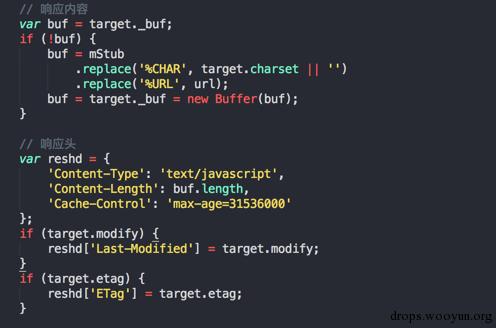 // 响应内容
var buf = target._buf;
if (!buf) {
    buf = mStub
        .replace('%CHAR', target.charset || '')
        .replace('%URL', url);
    buf = target._buf = new Buffer(buf);
}

// 响应头
var reshd = {
    'Content-Type': 'text/javascript',
    'Content-Length': buf.length,
    'Cache-Control': 'max-age=31536000'
};
if (target.modify) {
    reshd['Last-Modified'] = target.modify;
}
if (target.etag) {
    reshd['ETag'] = target.etag;
}
drops.wooyun.org